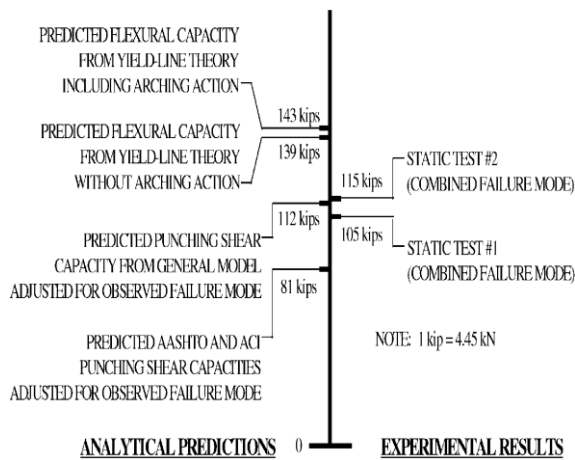 PREDICTED FLEXURAL CAPACITY
FROM YIELD-LINE THEORY
INCLUDING ARCHING ACTION
143 kips
PREDICTED FLEXURAL CAPACITY
FROM YIELD-LINE THEORY
WITHOUT ARCHING ACTION
139 kips
STATIC TEST #2
(COMBINED FAILURE MODE)
115 kips
112 kips
PREDICTED PUNCHING SHEAR
CAPACITY FROM GENERAL MODEL
ADJUSTED FOR OBSERVED FAILURE MODE
105 kips
STATIC TEST #1
(COMBINED FAILURE MODE)
81 kips
PREDICTED AASHTO AND ACI
PUNCHING SHEAR CAPACITIES
ADJUSTED FOR OBSERVED FAILURE MODE
NOTE: 1 kip = 4.45 kN
ANALYTICAL PREDICTIONS 0 EXPERIMENTAL RESULTS